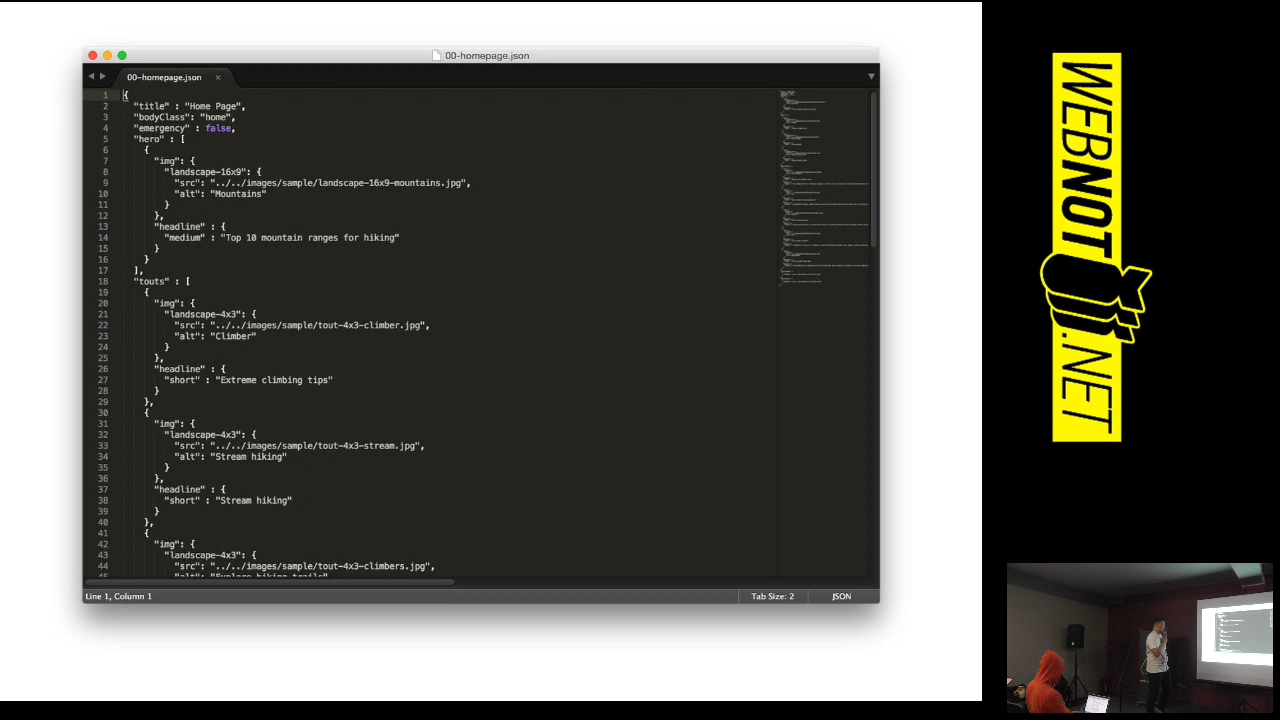 00-homepage.json
00-homepage.json ×
1 {
2 "title" : "Home Page",
3 "bodyClass": "home",
4 "emergency" : false,
5 "hero" : [
6 {
7 "img": {
8 "landscape-16x9": {
9 "src": "../../images/sample/landscape-16x9-mountains.jpg",
10 "alt": "Mountains"
11 }
12 },
13 "headline" : {
14 "medium" : "Top 10 mountain ranges for hiking"
15 }
16 }
17 ],
18 "touts" : [
19 {
20 "img": {
21 "landscape-4x3": {
22 "src": "../../images/sample/tout-4x3-climber.jpg",
23 "alt": "Climber"
24 }
25 },
26 "headline" : {
27 "short" : "Extreme climbing tips"
28 }
29 },
30 {
31 "img": {
32 "landscape-4x3": {
33 "src": "../../images/sample/tout-4x3-stream.jpg",
34 "alt": "Stream hiking"
35 }
36 },
37 "headline" : {
38 "short" : "Stream hiking"
39 }
40 },
41 {
42 "img": {
43 "landscape-4x3": {
44 "src": "../../images/sample/tout-4x3-climbers.jpg",
45 "alt": "Explore hiking trails"
Line 1, Column 1
Tab Size: 2
JSON
WEBNOT
.NET